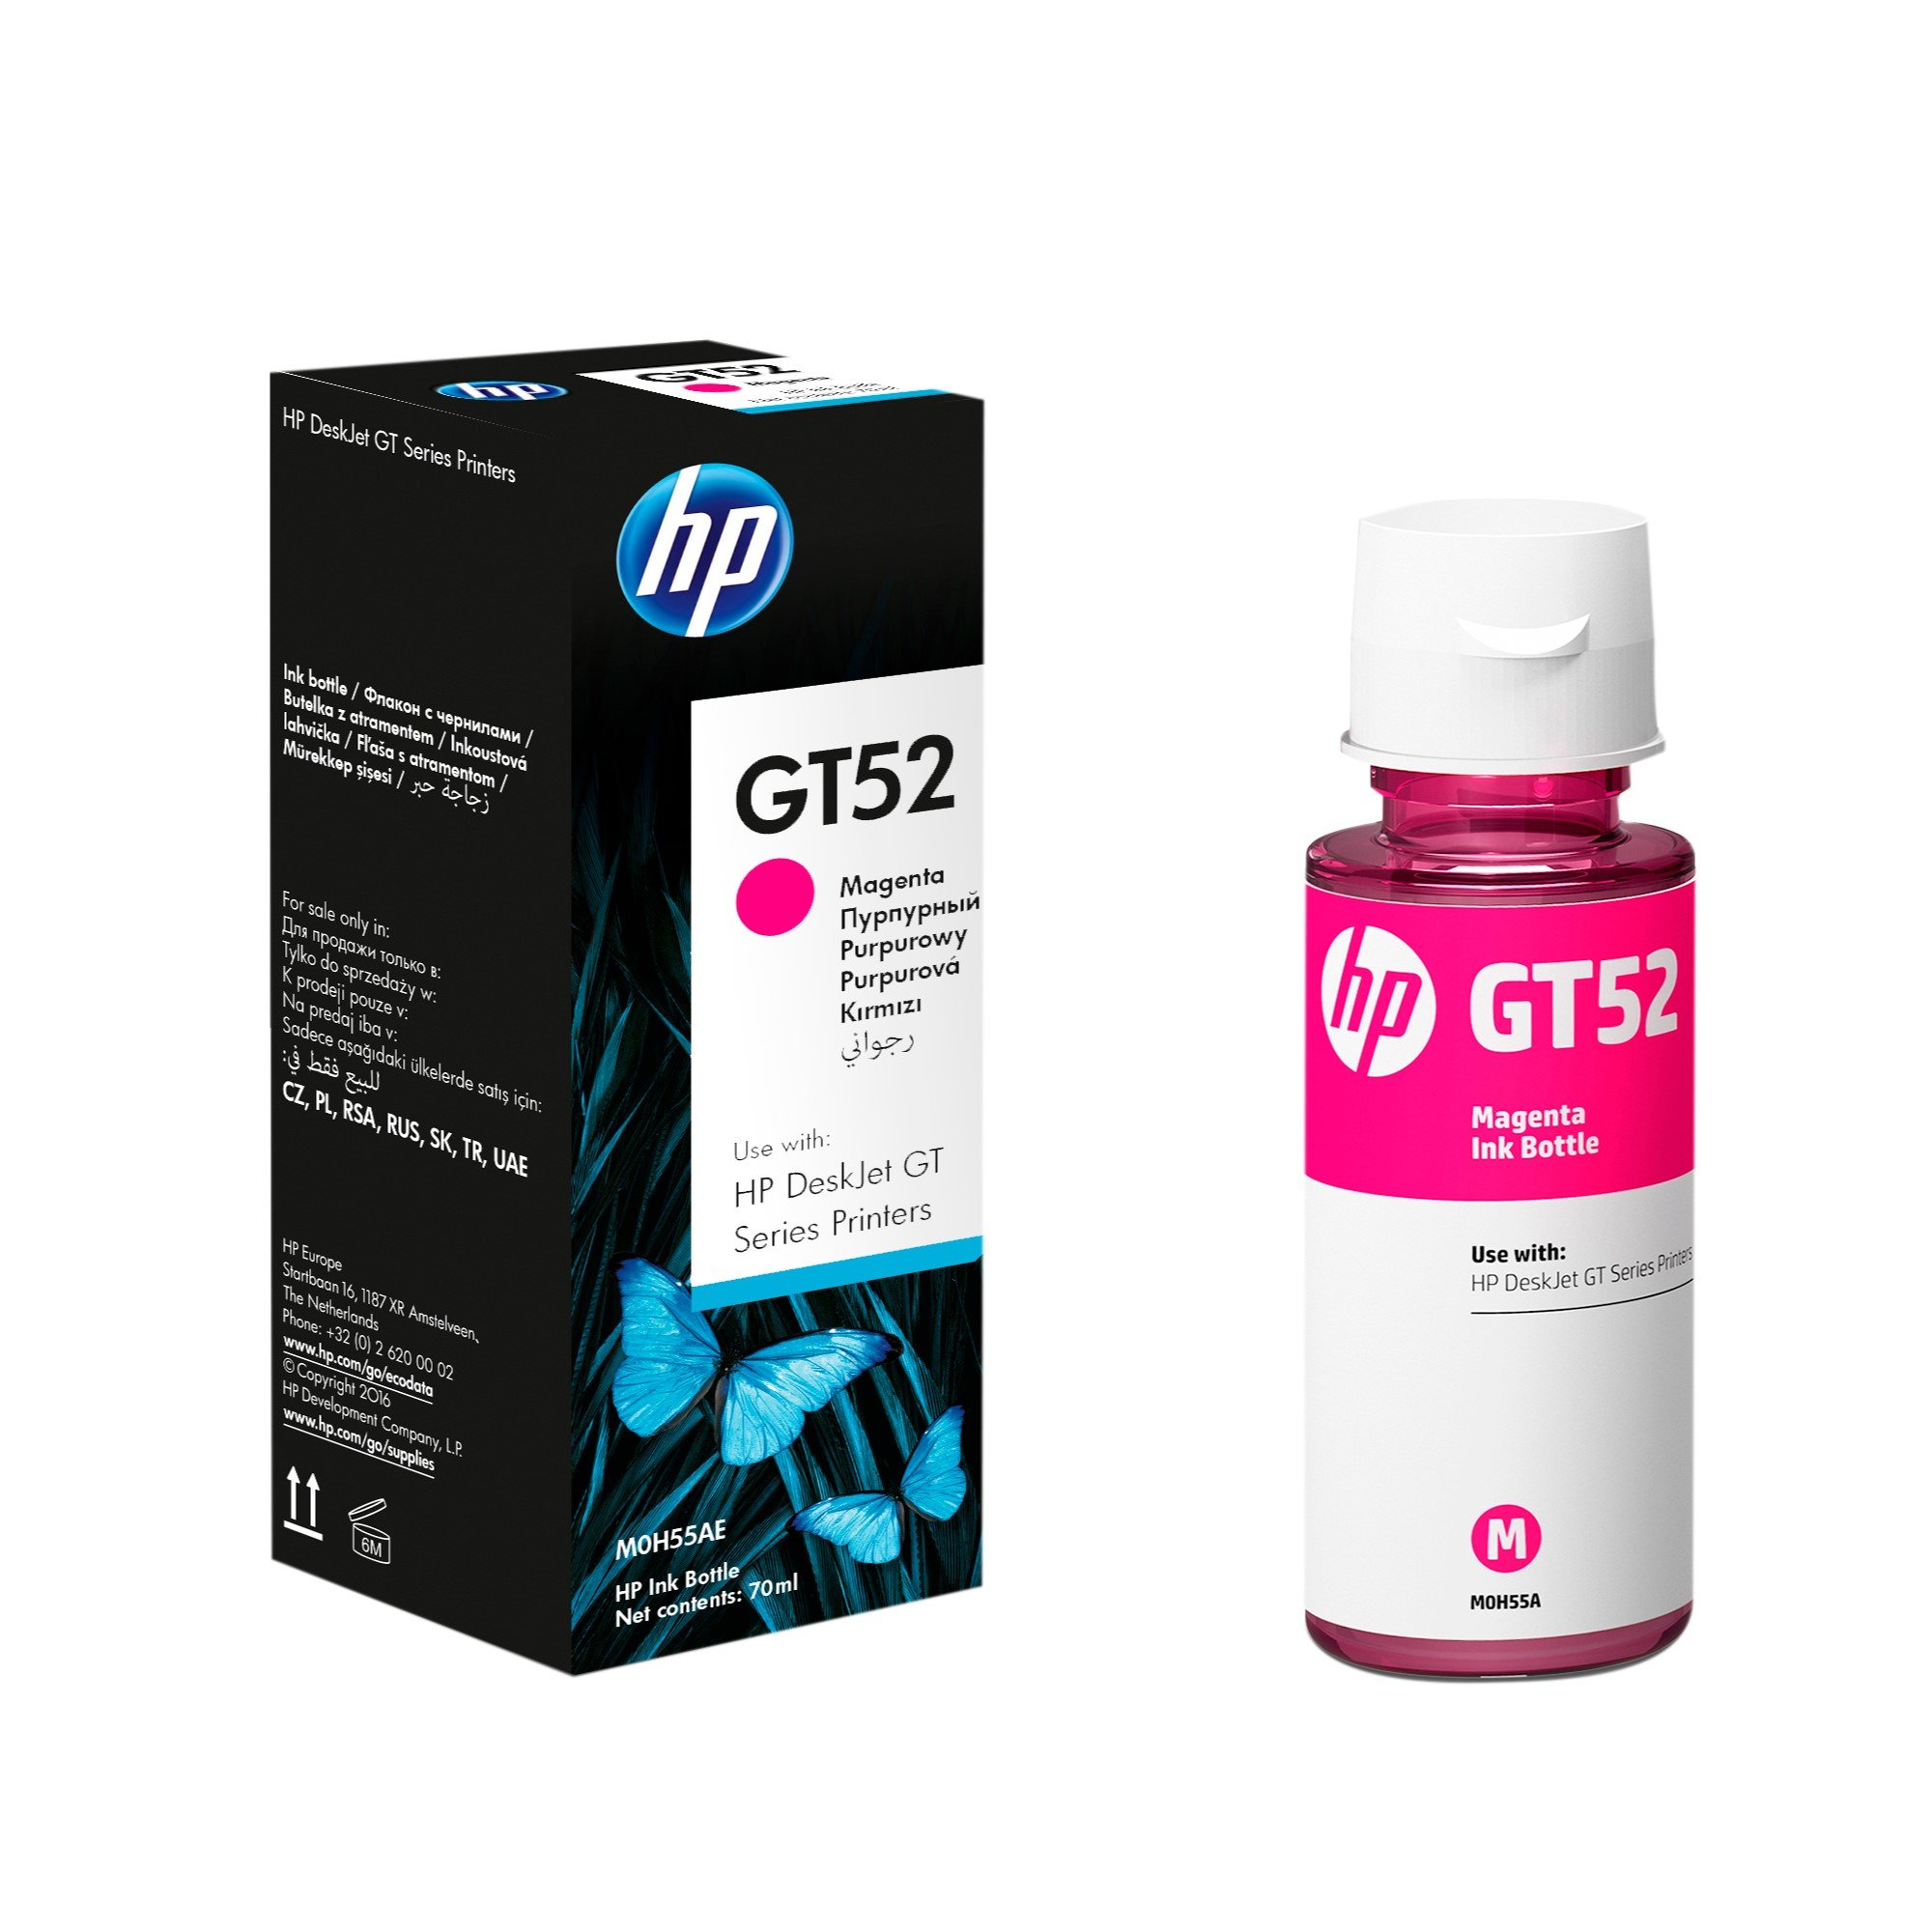 hp
GT52
Magenta
HP DeskJet GT Series Printers
Ink bottle / Флакон с чернилами /
Butelka z atramentem / Inkoustová
lahvička / Fľaša s atramentom /
Mürekkep şişesi / زجاجة حبر
For sale only in:
Для продажи только в:
Tylko do sprzedaży w:
K prodeji pouze v:
Na predaj iba v:
Sadece aşağıdaki ülkelerde satış için:
للبيع فقط في:
CZ, PL, RSA, RUS, SK, TR, UAE
HP Europe
Startbaan 16, 1187 XR Amstelveen,
The Netherlands
Phone: +32 (0) 2 620 00 02
www.hp.com/go/ecodata
© Copyright 2016
HP Development Company, L.P.
www.hp.com/go/supplies
6M
hp
GT52
Magenta
Пурпурный
Purpurowy
Purpurová
Kırmızı
رجواني
Use with:
HP DeskJet GT
Series Printers
M0H55AE
HP Ink Bottle
Net contents: 70ml
hp
GT52
Magenta
Ink Bottle
Use with:
HP DeskJet GT Series Printers
M
M0H55A